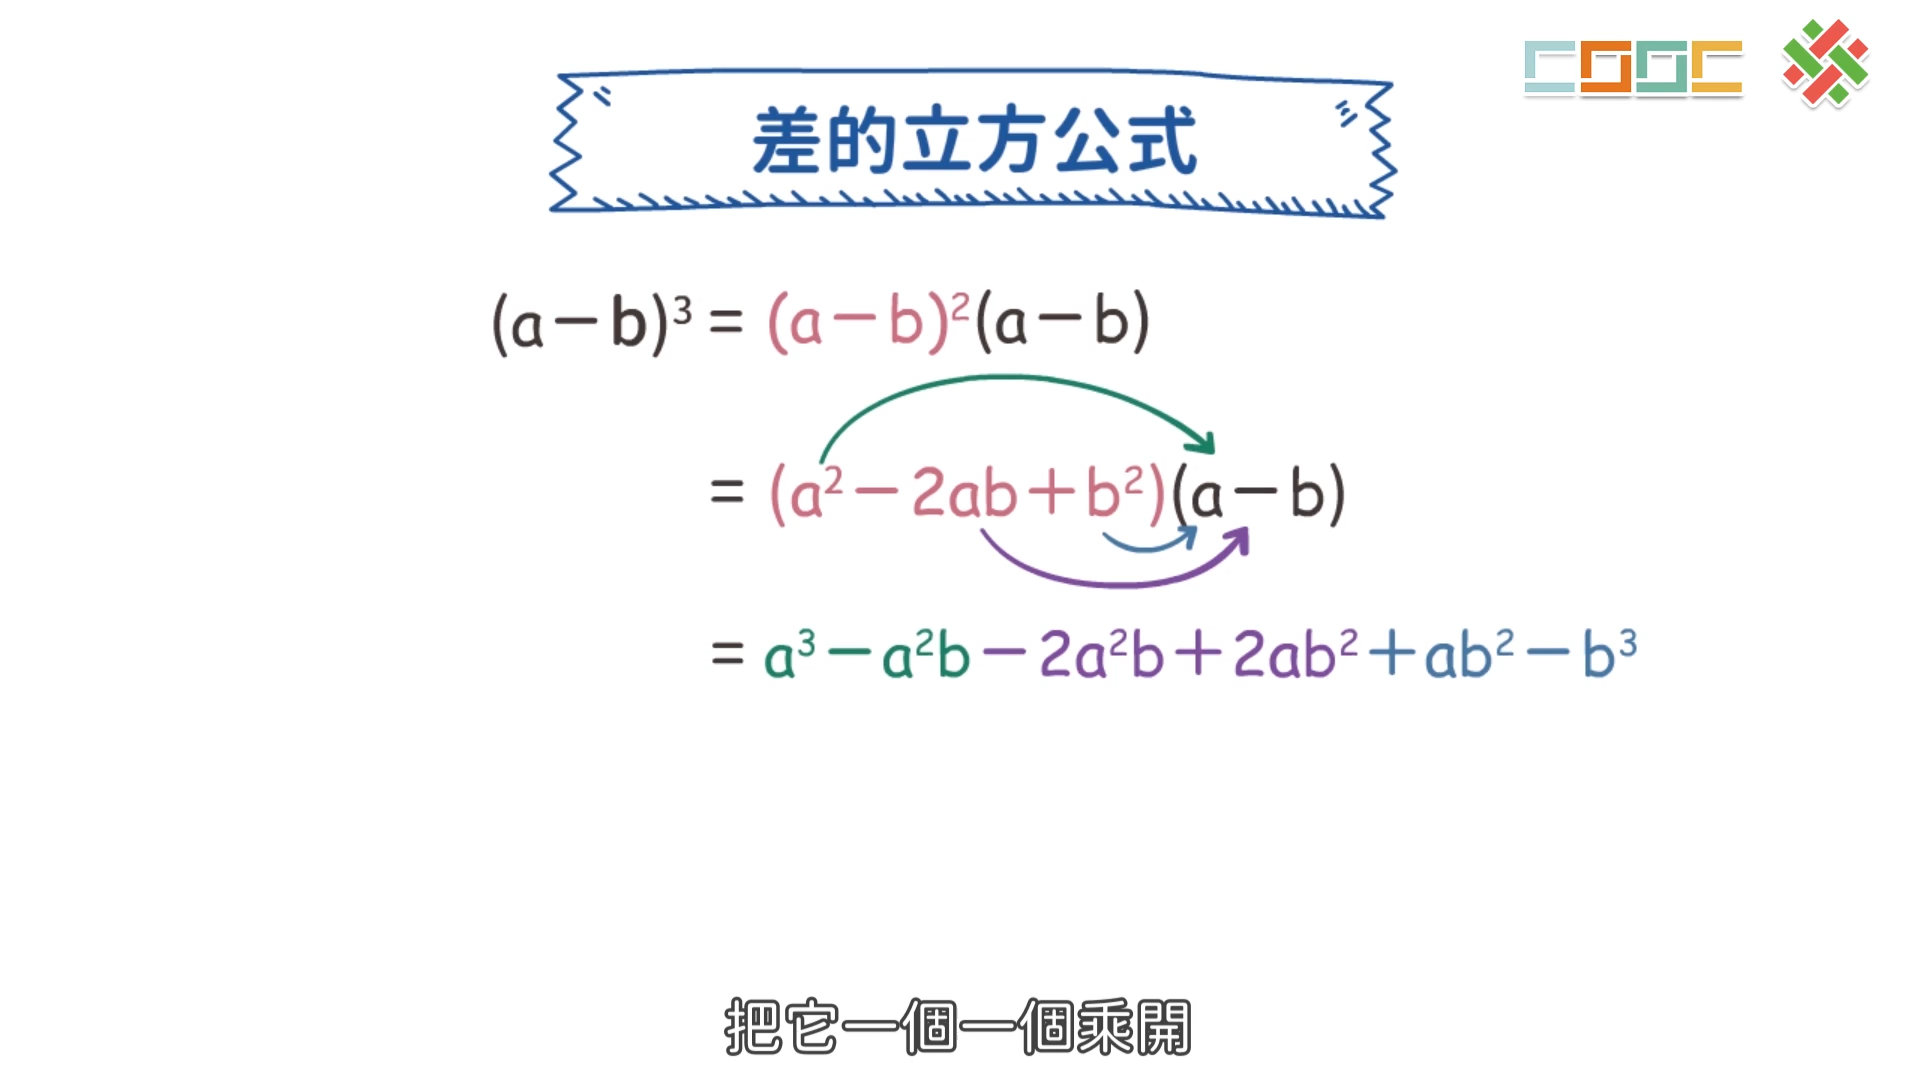 COOC
差的立方公式
(a－b)³ = (a－b)²(a－b)
= (a²－2ab＋b²)(a－b)
= a³－a²b－2a²b＋2ab²＋ab²－b³
把它一個一個乘開